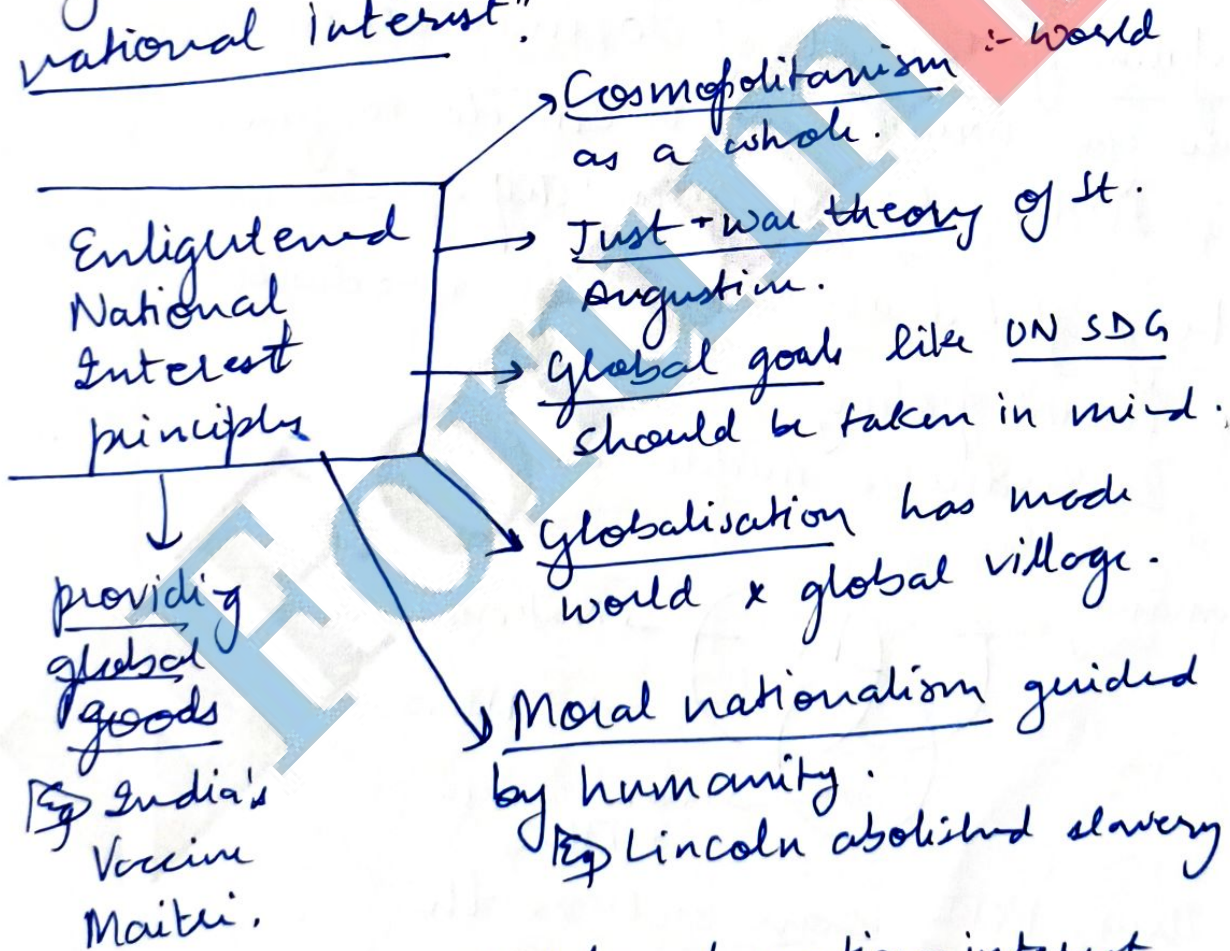 national interest".
Cosmopolitanism :- World
as a whole.
Enlightened
National
Interest
principles
Just - war theory of St.
Augustine.
Global goals like UN SDG
should be taken in mind.
Globalisation has made
world x global village.
providing
global
goods
Eg India's
Vaccine
Maitri.
Moral nationalism guided
by humanity.
Eg Lincoln abolished slavery
interest
Forum